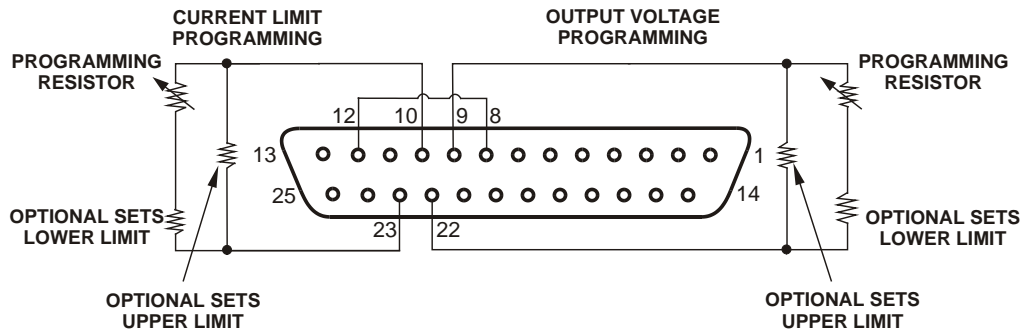 CURRENT LIMIT
PROGRAMMING
OUTPUT VOLTAGE
PROGRAMMING
PROGRAMMING
RESISTOR
PROGRAMMING
RESISTOR
12
10
9
8
13
1
25
14
23
22
OPTIONAL SETS
LOWER LIMIT
OPTIONAL SETS
LOWER LIMIT
OPTIONAL SETS
UPPER LIMIT
OPTIONAL SETS
UPPER LIMIT